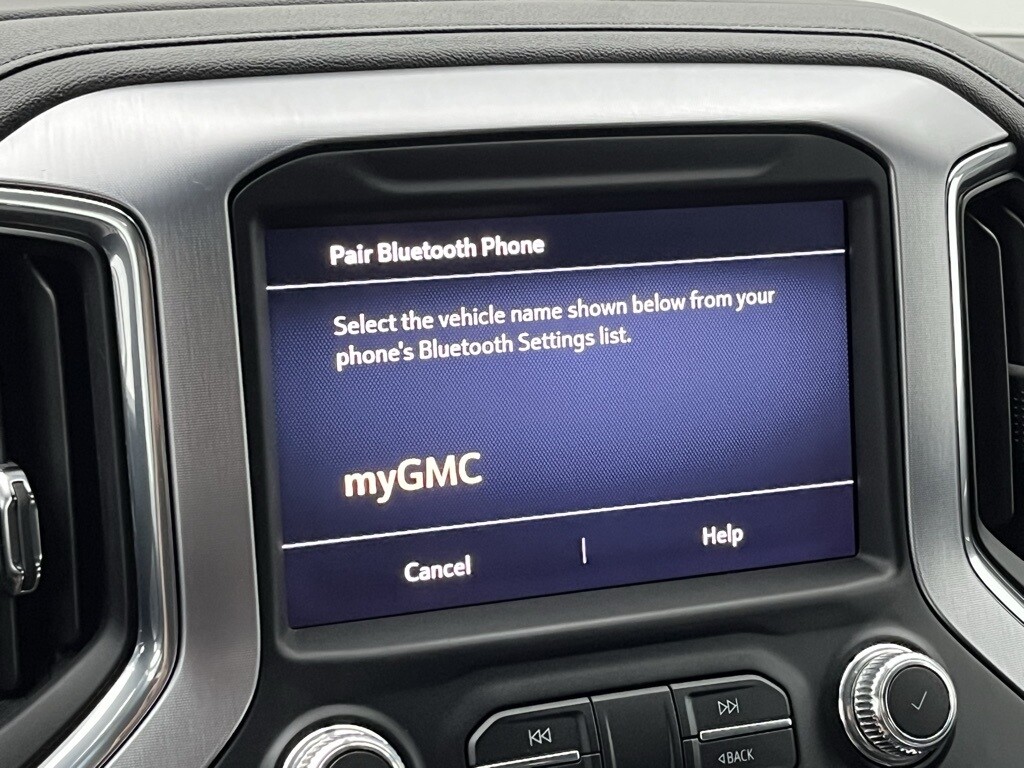 Pair Bluetooth Phone
Select the vehicle name shown below from your
phone's Bluetooth Settings list.
myGMC
Cancel
Help
BACK